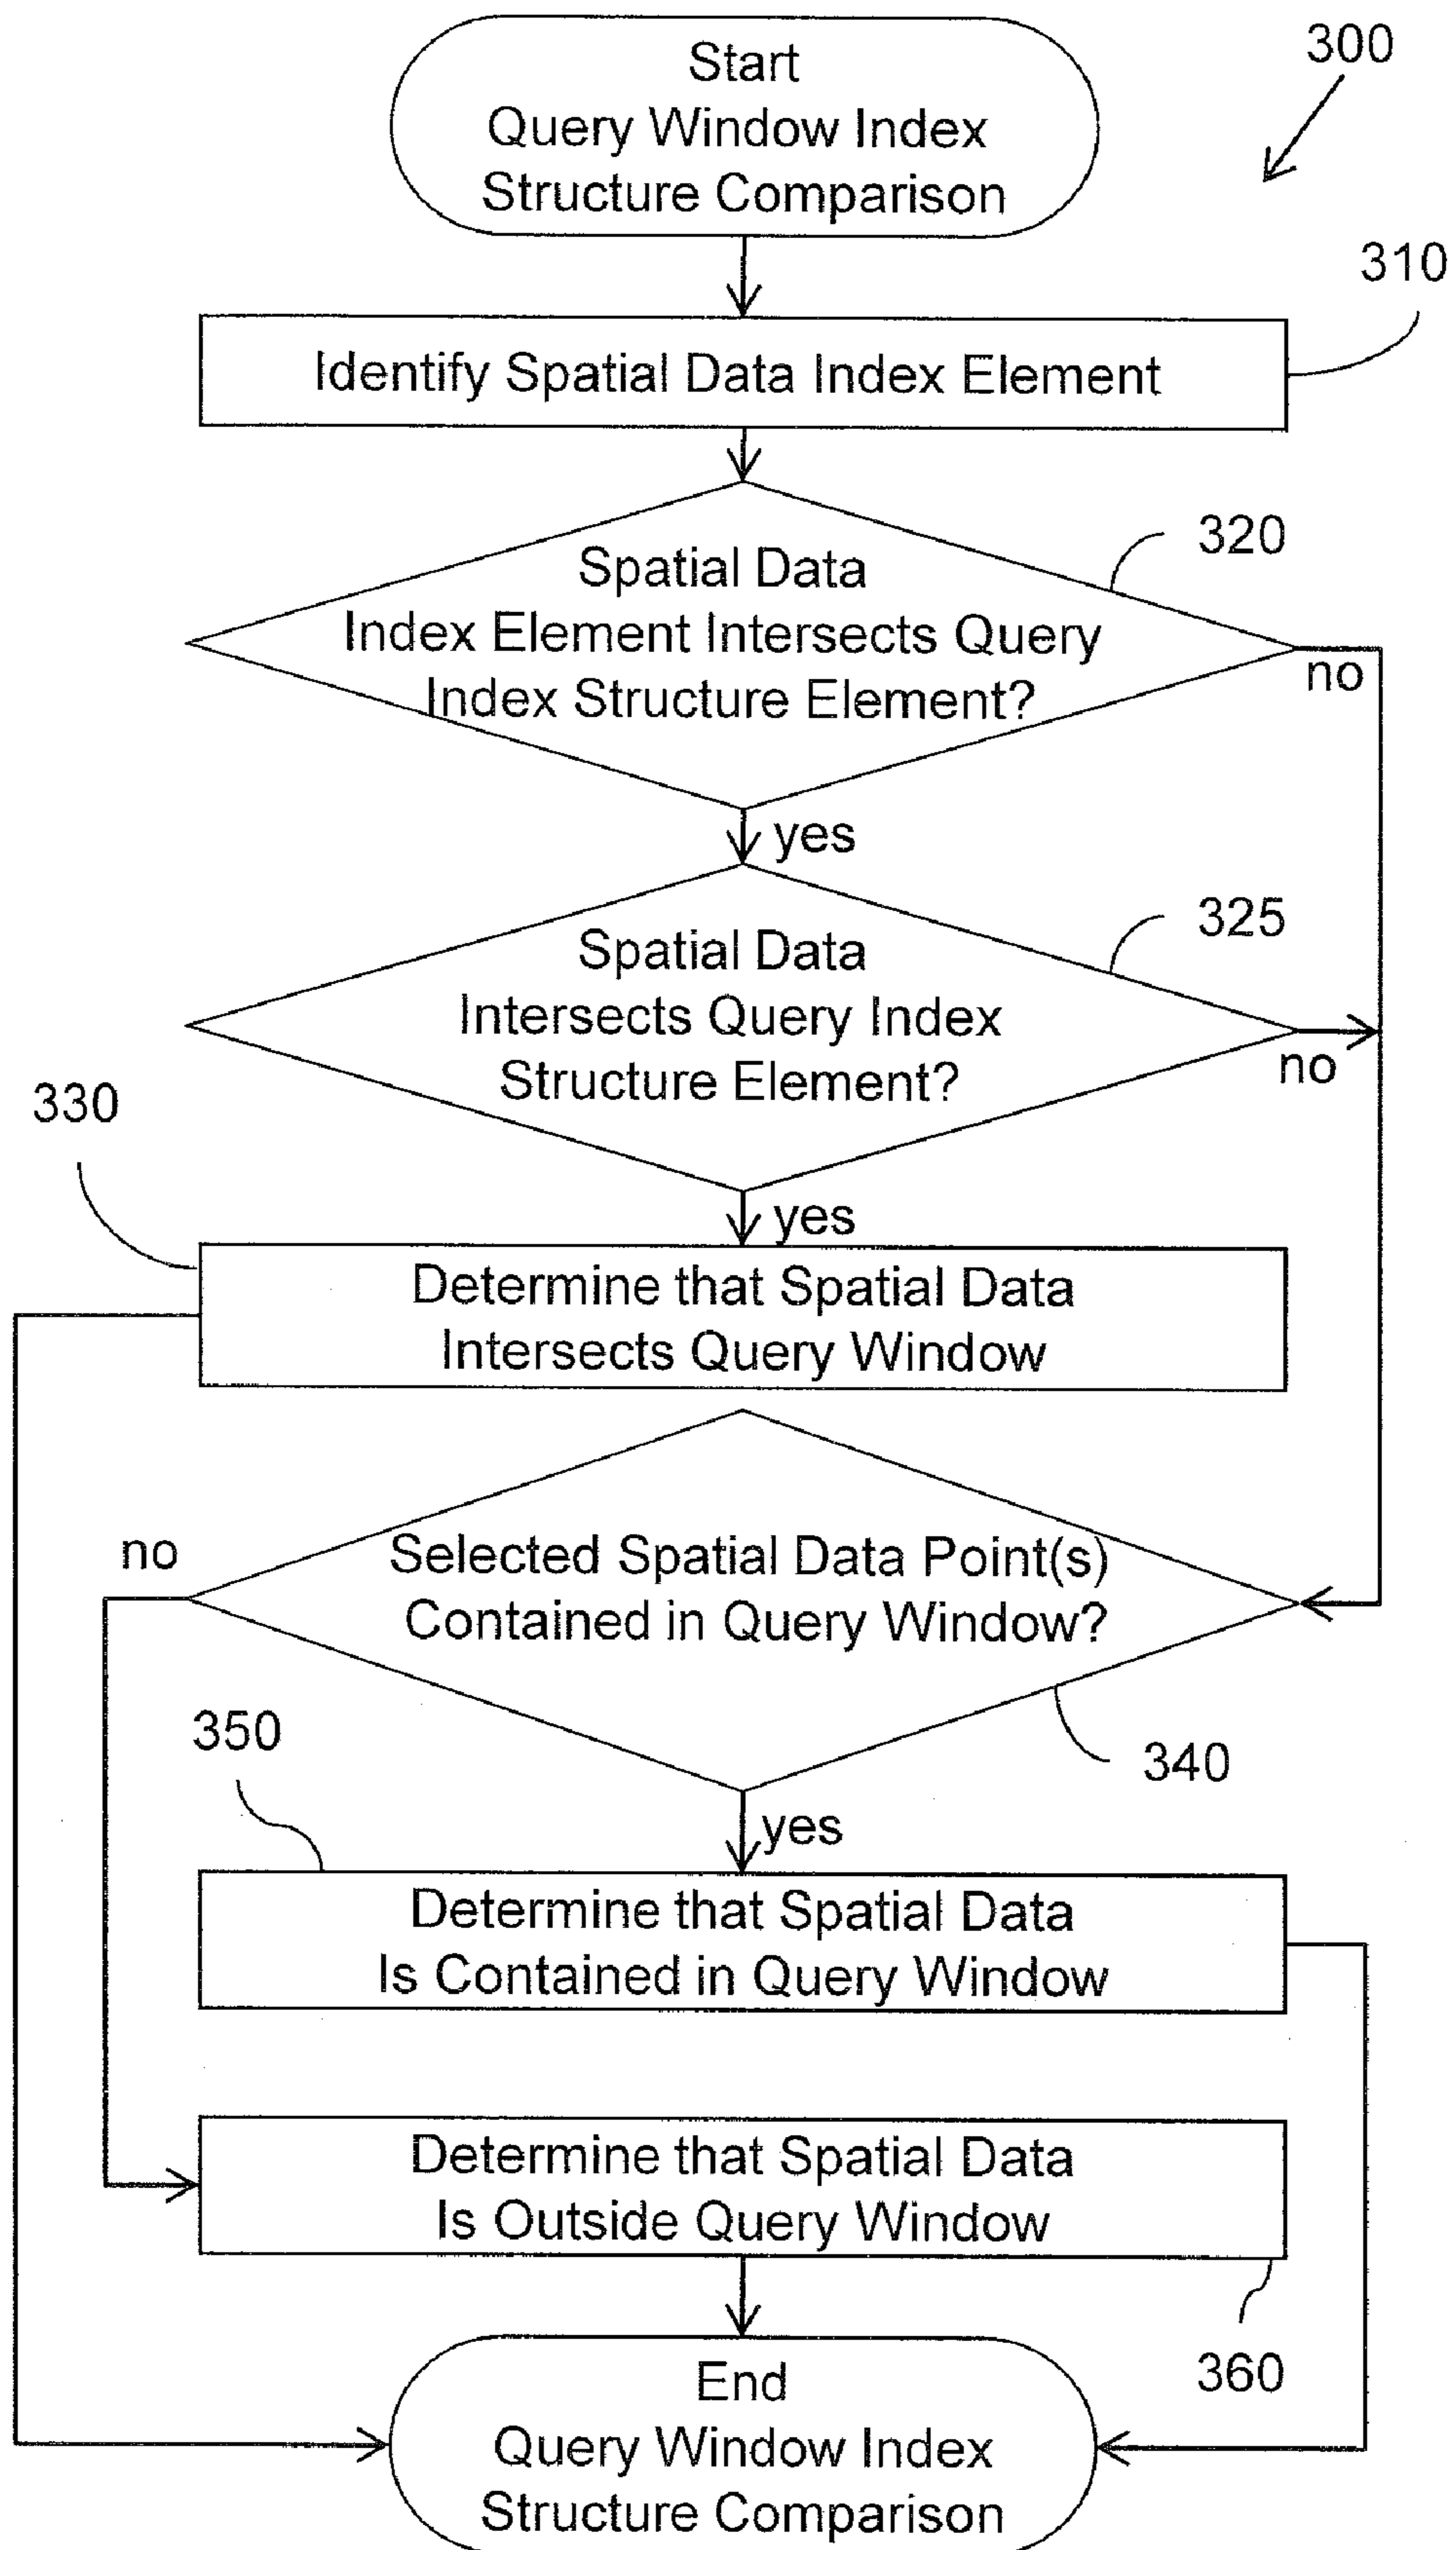 Start
Query Window Index
Structure Comparison
300
310
Identify Spatial Data Index Element
320
Spatial Data
Index Element Intersects Query
Index Structure Element?
no
yes
325
Spatial Data
Intersects Query Index
Structure Element?
no
330
yes
Determine that Spatial Data
Intersects Query Window
no
Selected Spatial Data Point(s)
Contained in Query Window?
350
340
yes
Determine that Spatial Data
Is Contained in Query Window
Determine that Spatial Data
Is Outside Query Window
360
End
Query Window Index
Structure Comparison